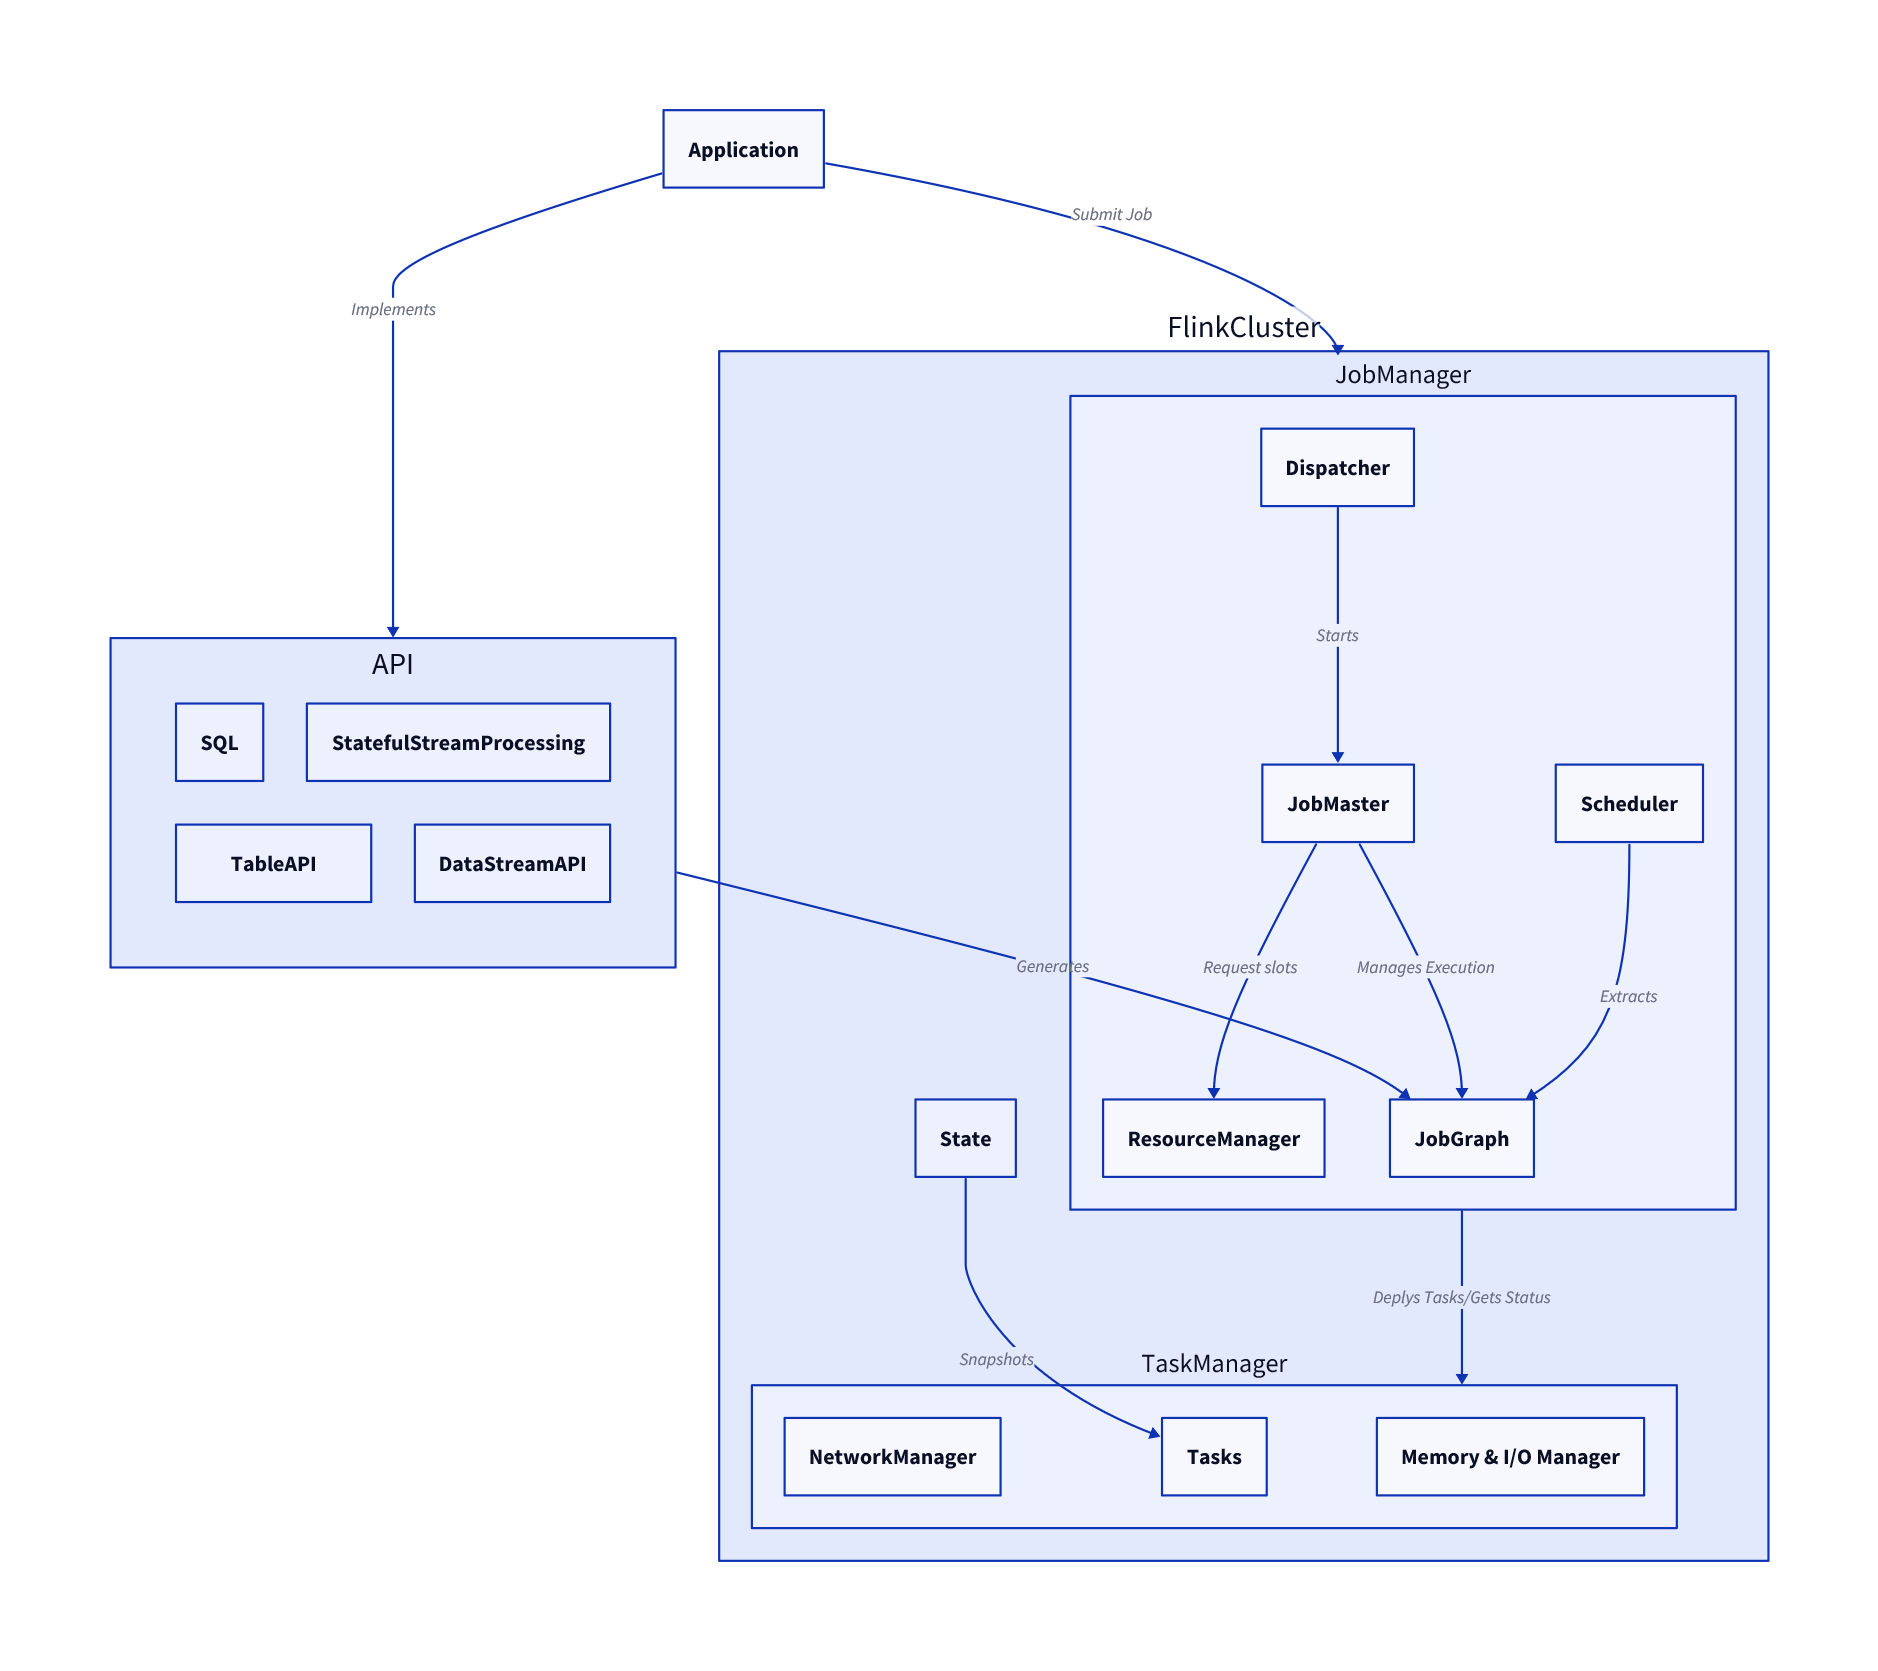 Application
Submit Job
Implements
FlinkCluster
JobManager
Dispatcher
Starts
API
SQL
StatefulStreamProcessing
TableAPI
DataStreamAPI
JobMaster
Scheduler
Generates
Request slots
Manages Execution
Extracts
State
ResourceManager
JobGraph
Deplys Tasks/Gets Status
Snapshots
TaskManager
NetworkManager
Tasks
Memory & I/O Manager